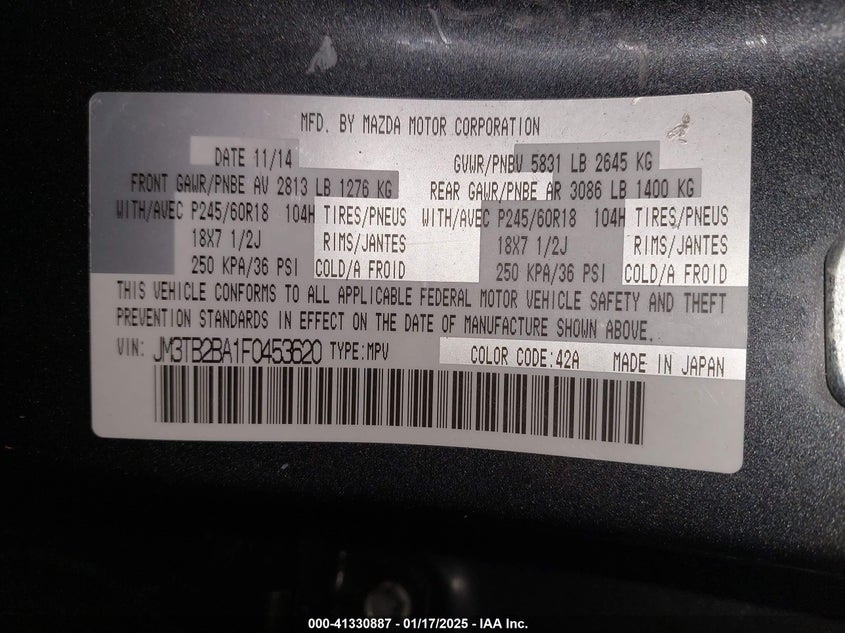 MFD. BY MAZDA MOTOR CORPORATION
DATE 11/14 GVWR/PNBV 5831 LB 2645 KG
FRONT GAWR/PNBE AV 2813 LB 1276 KG REAR GAWR/PNBE AR 3086 LB 1400 KG
WITH/AVEC P245/60R18 104H TIRES/PNEUS WITH/AVEC P245/60R18 104H TIRES/PNEUS
18X7 1/2J RIMS/JANTES 18X7 1/2J RIMS/JANTES
250 KPA/36 PSI COLD/A FROID 250 KPA/36 PSI COLD/A FROID
THIS VEHICLE CONFORMS TO ALL APPLICABLE FEDERAL MOTOR VEHICLE SAFETY AND THEFT
PREVENTION STANDARDS IN EFFECT ON THE DATE OF MANUFACTURE SHOWN ABOVE.
VIN: JM3TB2BA1F0453620 TYPE:MPV COLOR CODE:42A MADE IN JAPAN
000-41330887 — 01/17/2025 — IAA Inc.